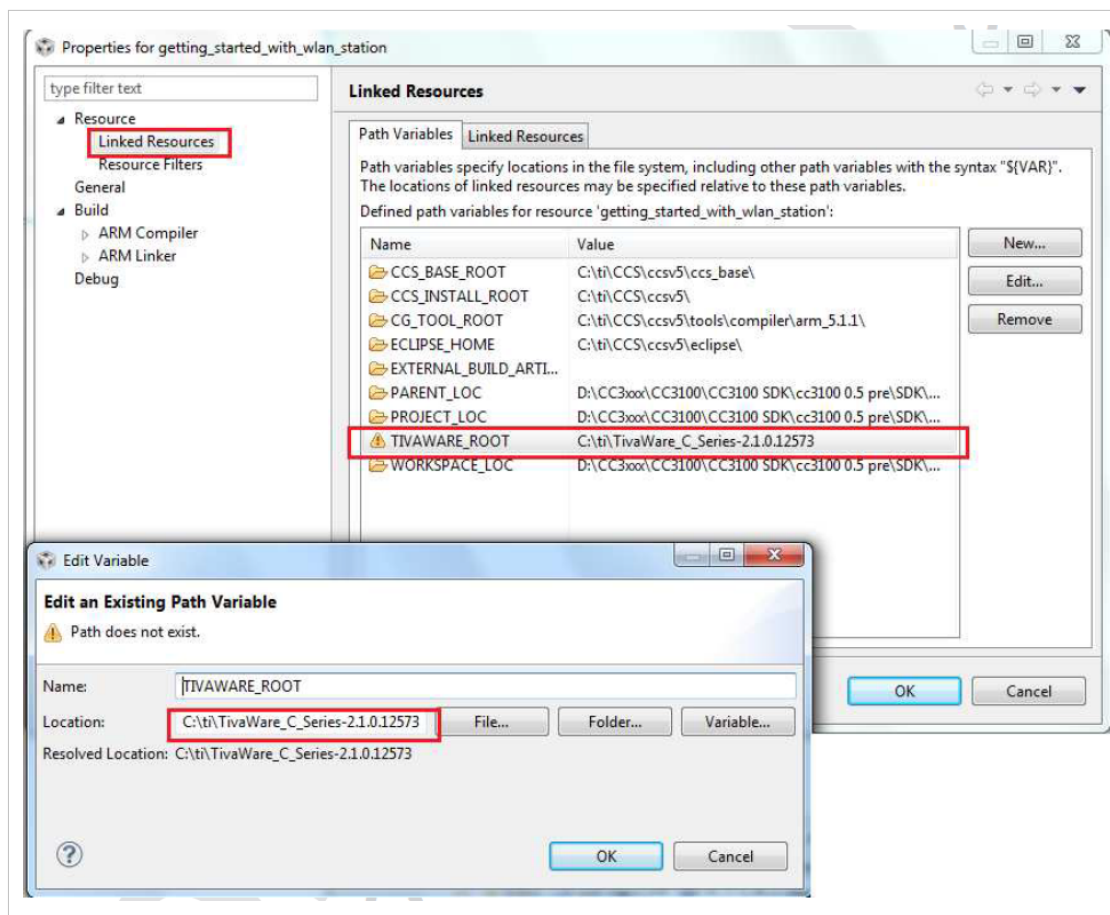 Properties for getting_started_with_wlan_station
type filter text
Resource
Linked Resources
Resource Filters
General
Build
ARM Compiler
ARM Linker
Debug
Linked Resources
Path Variables Linked Resources
Path variables specify locations in the file system, including other path variables with the syntax "${VAR}".
The locations of linked resources may be specified relative to these path variables.
Defined path variables for resource 'getting_started_with_wlan_station':
Name Value
CCS_BASE_ROOT C:\ti\CCS\ccsv5\ccs_base\
CCS_INSTALL_ROOT C:\ti\CCS\ccsv5\
CG_TOOL_ROOT C:\ti\CCS\ccsv5\tools\compiler\arm_5.1.1\
ECLIPSE_HOME C:\ti\CCS\ccsv5\eclipse\
EXTERNAL_BUILD_ARTI...
PARENT_LOC D:\CC3xxx\CC3100\CC3100 SDK\cc3100 0.5 pre\SDK\...
PROJECT_LOC D:\CC3xxx\CC3100\CC3100 SDK\cc3100 0.5 pre\SDK\...
TIVAWARE_ROOT C:\ti\TivaWare_C_Series-2.1.0.12573
WORKSPACE_LOC D:\CC3xxx\CC3100\CC3100 SDK\cc3100 0.5 pre\SDK\...
New...
Edit...
Remove
OK Cancel
Edit Variable
Edit an Existing Path Variable
Path does not exist.
Name: TIVAWARE_ROOT
Location: C:\ti\TivaWare_C_Series-2.1.0.12573 File... Folder... Variable...
Resolved Location: C:\ti\TivaWare_C_Series-2.1.0.12573
OK Cancel